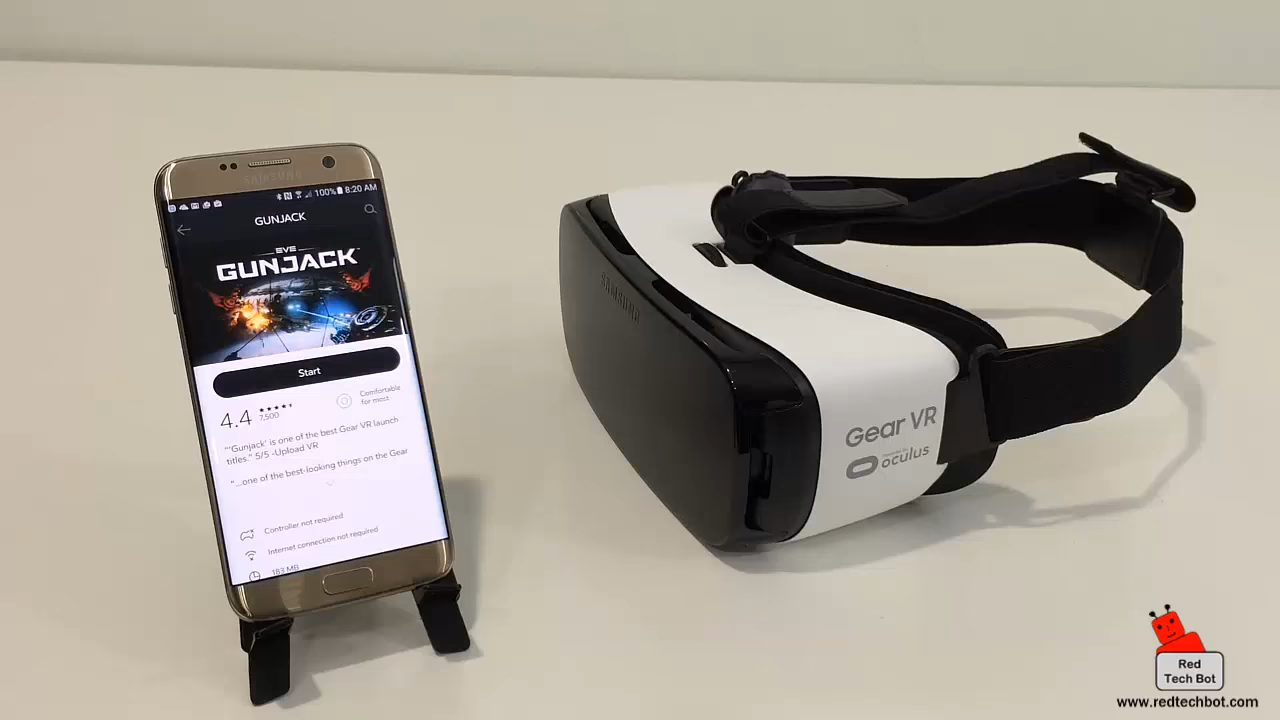 SAMSUNG
100% 8:20 AM
GUNJACK
EVE
GUNJACK
Start
4.4
7,500
Comfortable
for most
"'Gunjack' is one of the best Gear VR launch
titles." 5/5 -Upload VR
"...one of the best-looking things on the Gear
Controller not required
Internet connection not required
183 MB
SAMSUNG
Gear VR
Powered by
oculus
Red
Tech Bot
www.redtechbot.com